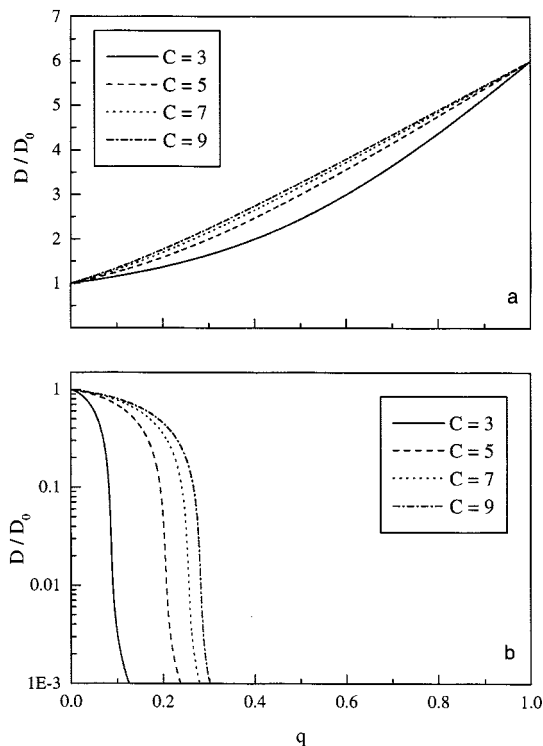 7
6
5
4
3
2
1
D / D0
C = 3
C = 5
C = 7
C = 9
a
1
0.1
0.01
1E-3
D / D0
C = 3
C = 5
C = 7
C = 9
b
0.0
0.2
0.4
0.6
0.8
1.0
q